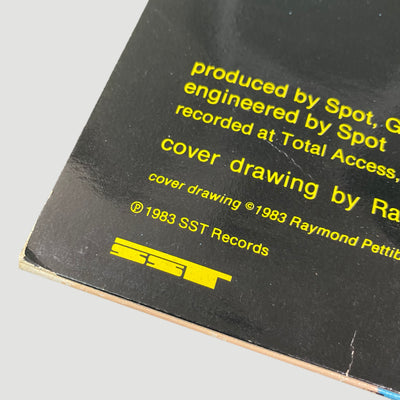 produced by Spot, G
engineered by Spot
recorded at Total Access,
cover drawing by Ra
cover drawing ©1983 Raymond Pettib
℗ 1983 SST Records
SST